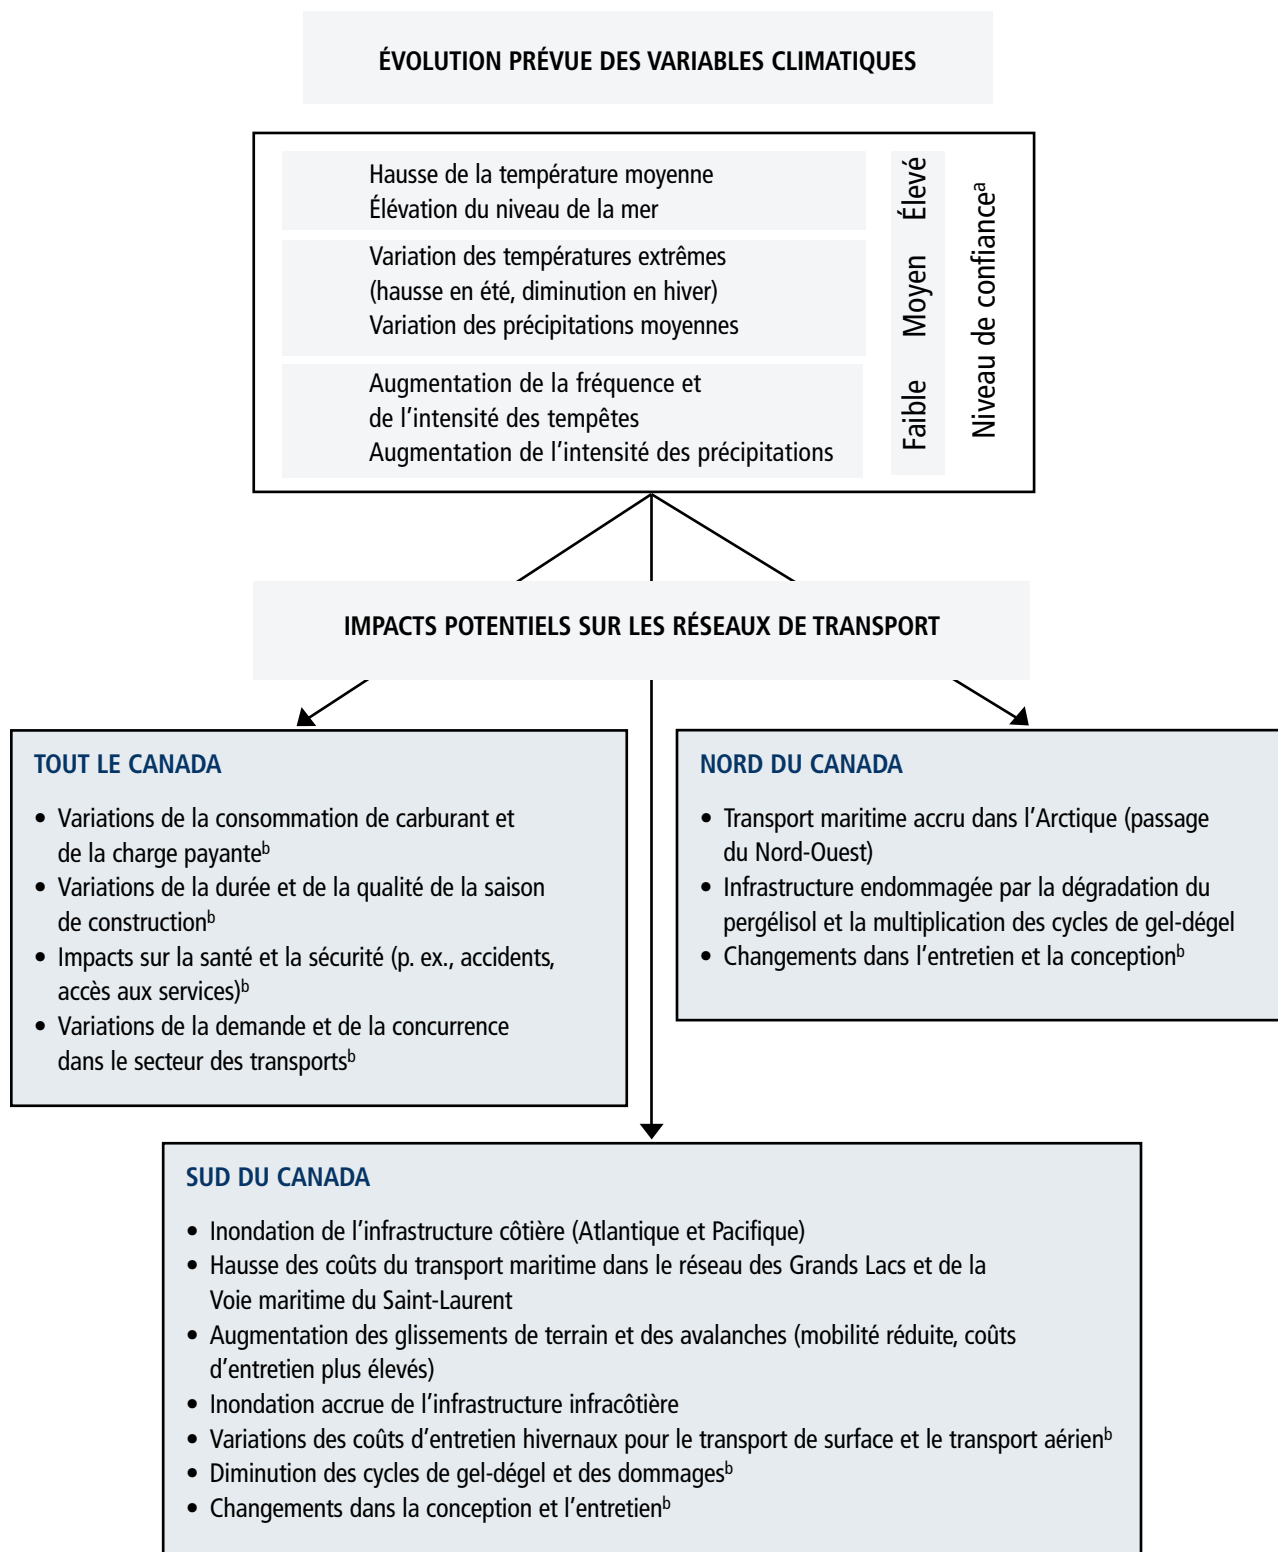 ÉVOLUTION PRÉVUE DES VARIABLES CLIMATIQUES
Hausse de la température moyenne
Élévation du niveau de la mer
Élevé
Variation des températures extrêmes
(hausse en été, diminution en hiver)
Variation des précipitations moyennes
Moyen
Augmentation de la fréquence et
de l'intensité des tempêtes
Augmentation de l'intensité des précipitations
Faible
Niveau de confianceᵃ
IMPACTS POTENTIELS SUR LES RÉSEAUX DE TRANSPORT
TOUT LE CANADA
• Variations de la consommation de carburant et
de la charge payanteᵇ
• Variations de la durée et de la qualité de la saison
de constructionᵇ
• Impacts sur la santé et la sécurité (p. ex., accidents,
accès aux services)ᵇ
• Variations de la demande et de la concurrence
dans le secteur des transportsᵇ
NORD DU CANADA
• Transport maritime accru dans l'Arctique (passage
du Nord-Ouest)
• Infrastructure endommagée par la dégradation du
pergélisol et la multiplication des cycles de gel-dégel
• Changements dans l'entretien et la conceptionᵇ
SUD DU CANADA
• Inondation de l'infrastructure côtière (Atlantique et Pacifique)
• Hausse des coûts du transport maritime dans le réseau des Grands Lacs et de la
Voie maritime du Saint-Laurent
• Augmentation des glissements de terrain et des avalanches (mobilité réduite, coûts
d'entretien plus élevés)
• Inondation accrue de l'infrastructure infracôtière
• Variations des coûts d'entretien hivernaux pour le transport de surface et le transport aérienᵇ
• Diminution des cycles de gel-dégel et des dommagesᵇ
• Changements dans la conception et l'entretienᵇ